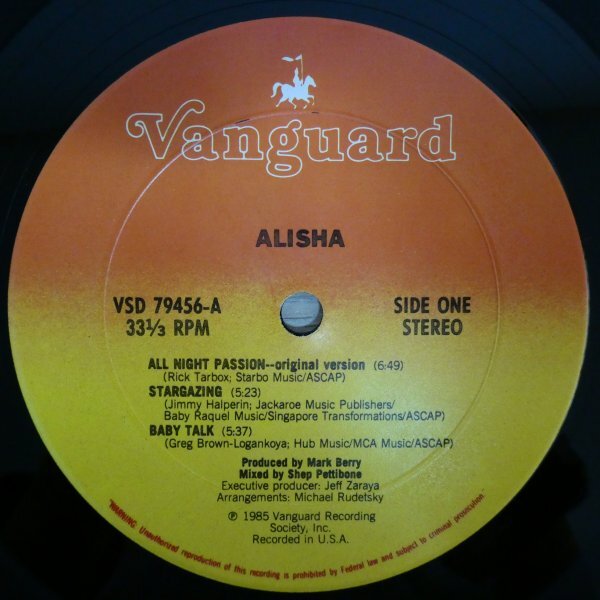 Vanguard
ALISHA
VSD 79456-A
33⅓ RPM
SIDE ONE
STEREO
ALL NIGHT PASSION--original version (6:49)
(Rick Tarbox; Starbo Music/ASCAP)
STARGAZING (5:23)
(Jimmy Halperin; Jackaroe Music Publishers/
Baby Raquel Music/Singapore Transformations/ASCAP)
BABY TALK (5:37)
(Greg Brown-Logankoya; Hub Music/MCA Music/ASCAP)
Produced by Mark Berry
Mixed by Shep Pettibone
Executive producer: Jeff Zaraya
Arrangements: Michael Rudetsky
℗ 1985 Vanguard Recording
Society, Inc.
Recorded in U.S.A.
"WARNING: Unauthorized reproduction of this recording is prohibited by Federal law and subject to criminal prosecution."